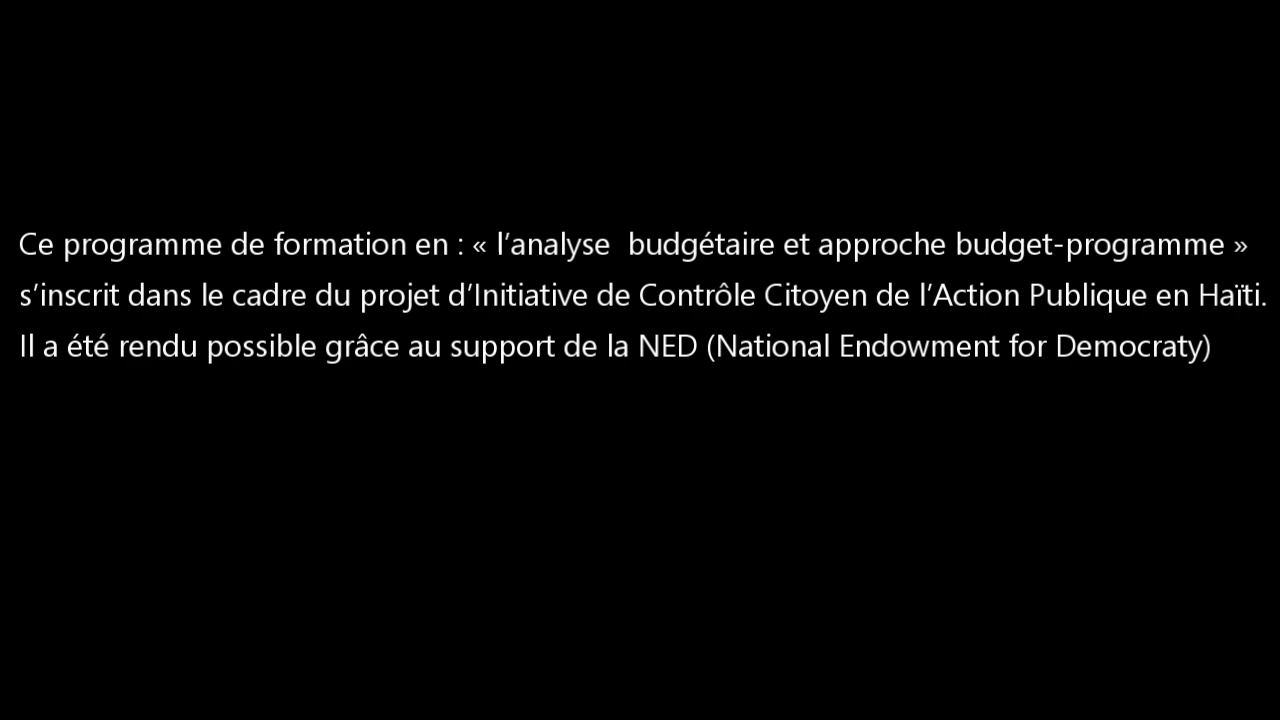 Ce programme de formation en : « l’analyse  budgétaire et approche budget-programme »
s’inscrit dans le cadre du projet d’Initiative de Contrôle Citoyen de l’Action Publique en Haïti.
Il a été rendu possible grâce au support de la NED (National Endowment for Democraty)